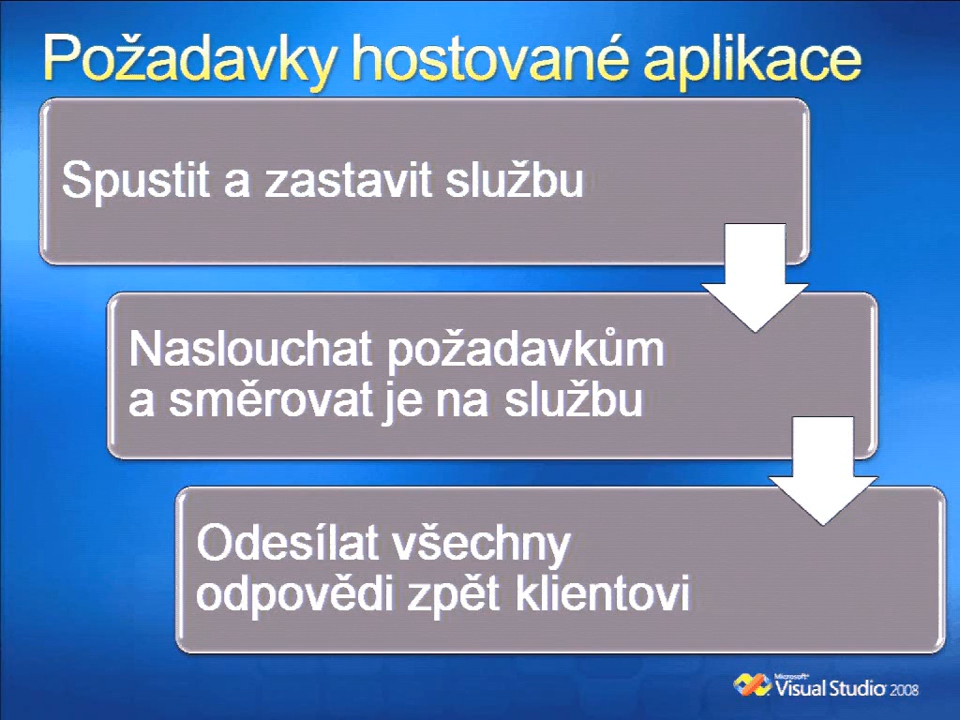 Požadavky hostované aplikace
Spustit a zastavit službu
Naslouchat požadavkům
a směrovat je na službu
Odesílat všechny
odpovědi zpět klientovi
Microsoft®
Visual Studio 2008